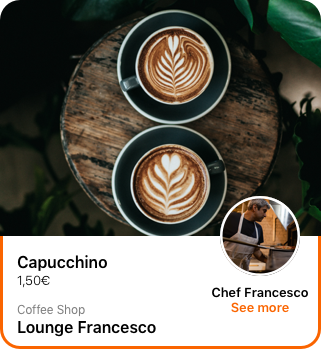 Capucchino
1,50€
Coffee Shop
Lounge Francesco
Chef Francesco
See more